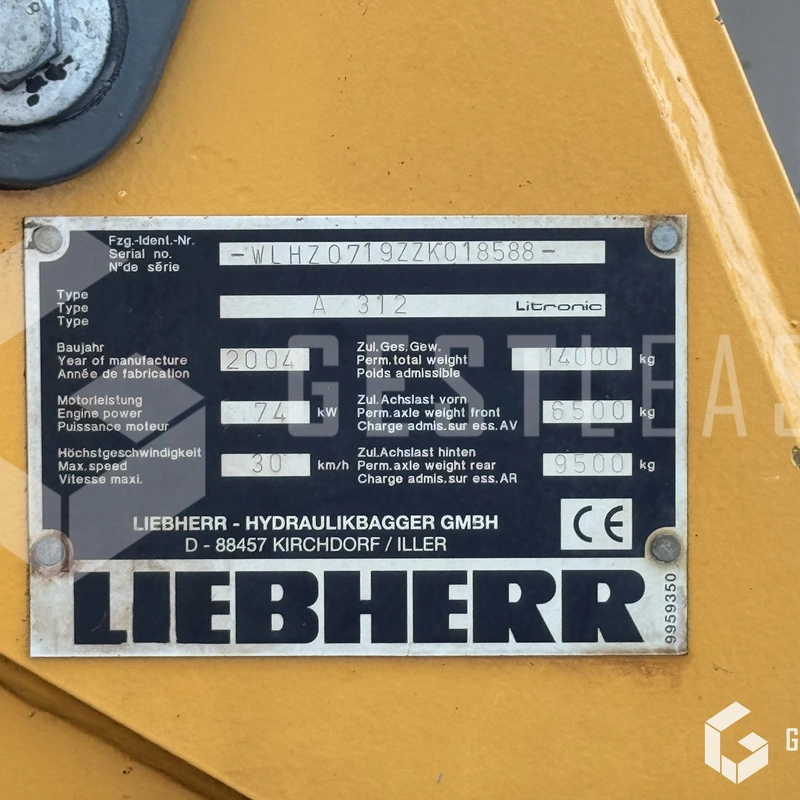 Fzg.-Ident.-Nr.
Serial no.
N°de série
-WLHZ0719ZZK018588-
Type
Type
Type
A 312 Litronic
Baujahr
Year of manufacture
Année de fabrication
2004
Zul.Ges.Gew.
Perm.total weight
Poids admissible
14000 kg
Motorleistung
Engine power
Puissance moteur
74 kW
Zul.Achslast vorn
Perm.axle weight front
Charge admis.sur ess.AV
6500 kg
Höchstgeschwindigkeit
Max.speed
Vitesse maxi.
30 km/h
Zul.Achslast hinten
Perm.axle weight rear
Charge admis.sur ess.AR
9500 kg
LIEBHERR - HYDRAULIKBAGGER GMBH
D - 88457 KIRCHDORF / ILLER
CE
LIEBHERR
9959350
GESTLEAS
G